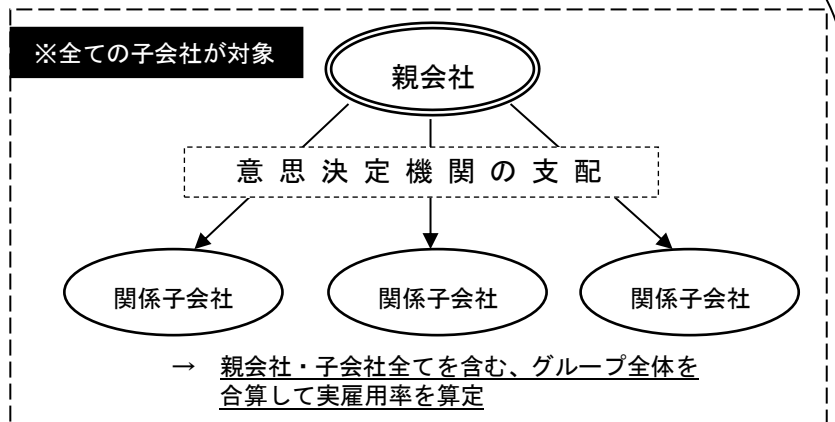 ※全ての子会社が対象
親会社
意思決定機関の支配
関係子会社
関係子会社
関係子会社
→ 親会社・子会社全てを含む、グループ全体を
合算して実雇用率を算定